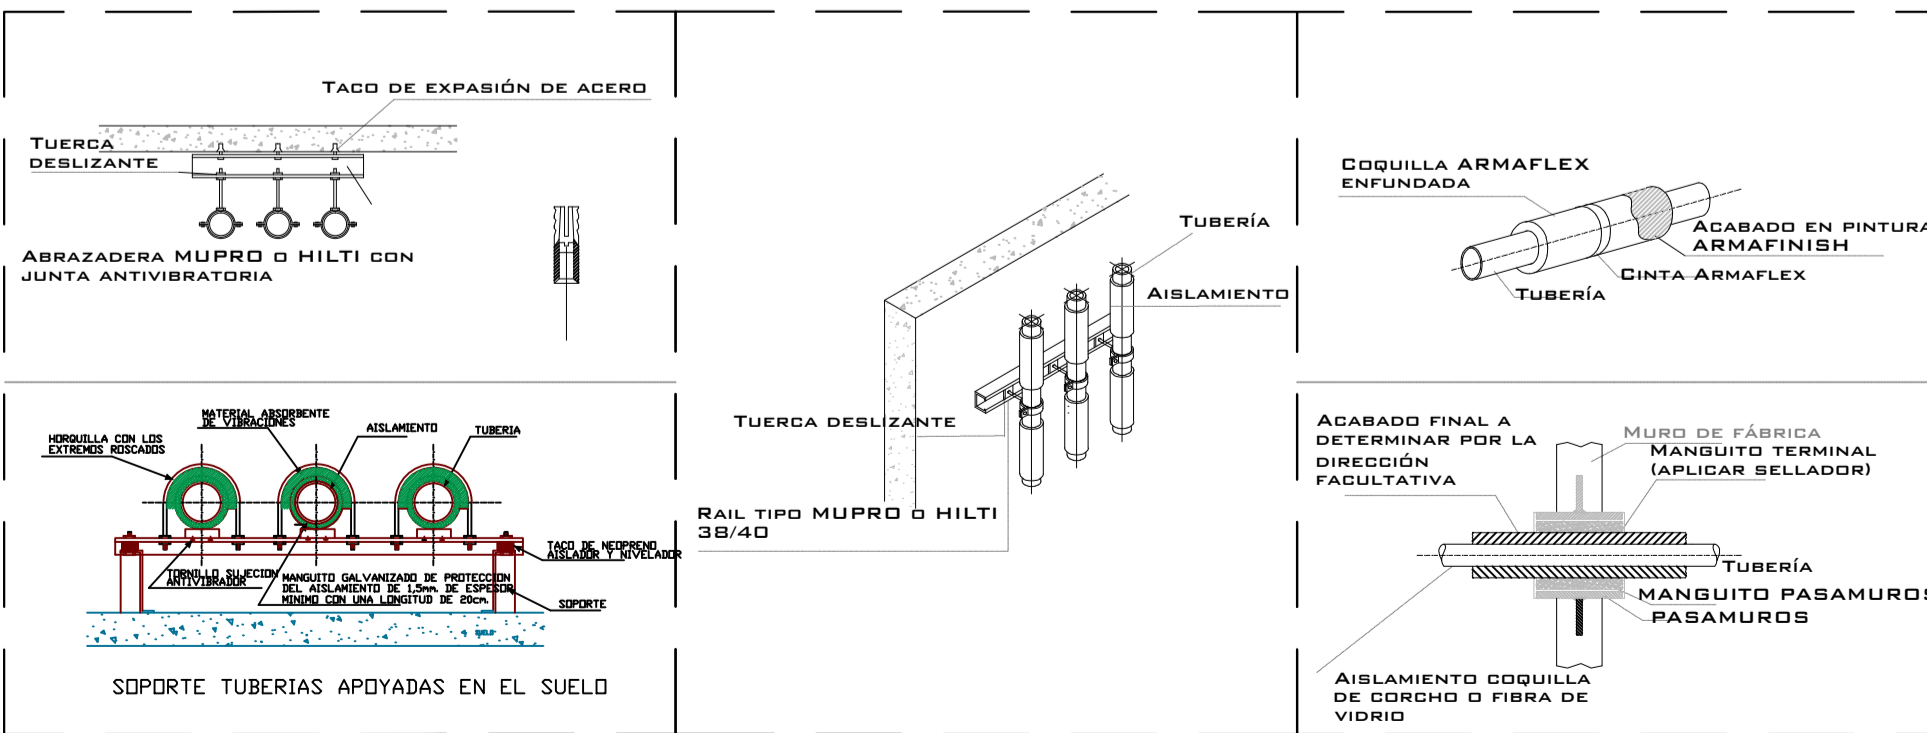 TACO DE EXPASIÓN DE ACERO
TUERCA
DESLIZANTE
ABRAZADERA MUPRO O HILTI CON
JUNTA ANTIVIBRATORIA
MATERIAL ABSORBENTE
DE VIBRACIONES
AISLAMIENTO
TUBERIA
HORQUILLA CON LOS
EXTREMOS ROSCADOS
TACO DE NEOPRENO
AISLADOR Y NIVELADOR
TORNILLO SUJECION
ANTIVIBRADOR
MANGUITO GALVANIZADO DE PROTECCION
DEL AISLAMIENTO DE 1,5mm. DE ESPESOR
MINIMO CON UNA LONGITUD DE 20cm.
SOPORTE
SUELO
SOPORTE TUBERIAS APOYADAS EN EL SUELO
TUBERÍA
AISLAMIENTO
TUERCA DESLIZANTE
RAIL TIPO MUPRO O HILTI
38/40
COQUILLA ARMAFLEX
ENFUNDADA
ACABADO EN PINTURA
ARMAFINISH
CINTA ARMAFLEX
TUBERÍA
ACABADO FINAL A
DETERMINAR POR LA
DIRECCIÓN
FACULTATIVA
MURO DE FÁBRICA
MANGUITO TERMINAL
(APLICAR SELLADOR)
TUBERÍA
MANGUITO PASAMUROS
PASAMUROS
AISLAMIENTO COQUILLA
DE CORCHO O FIBRA DE
VIDRIO